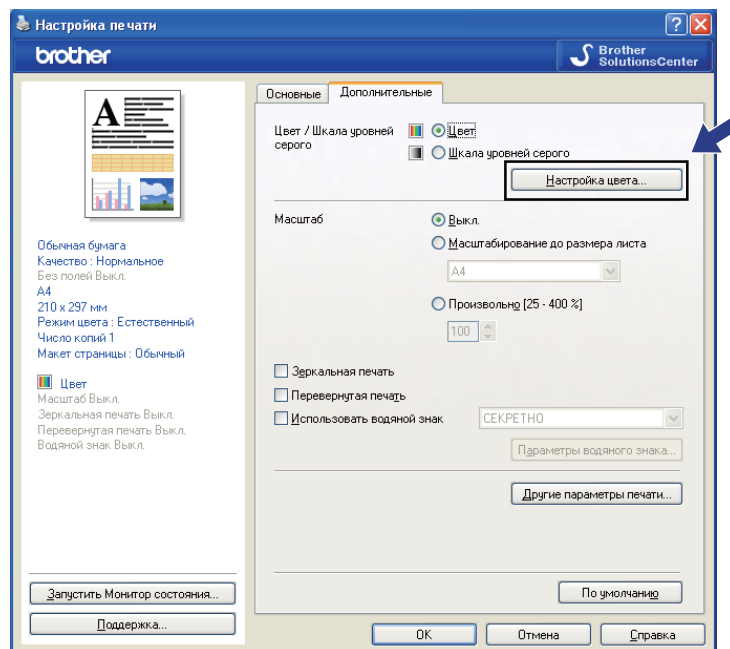 Настройка печати
brother
Brother
SolutionsCenter
Основные
Дополнительные
A
Обычная бумага
Качество : Нормальное
Без полей Выкл.
A4
210 x 297 мм
Режим цвета : Естественный
Число копий 1
Макет страницы : Обычный
Цвет
Масштаб Выкл.
Зеркальная печать Выкл.
Перевернутая печать Выкл.
Водяной знак Выкл.
Запустить Монитор состояния...
Поддержка...
Цвет / Шкала уровней
серого
Цвет
Шкала уровней серого
Настройка цвета...
Масштаб
Выкл.
Масштабирование до размера листа
A4
Произвольно [25 - 400 %]
100
Зеркальная печать
Перевернутая печать
Использовать водяной знак
СЕКРЕТНО
Параметры водяного знака...
Другие параметры печати...
По умолчанию
OK
Отмена
Справка